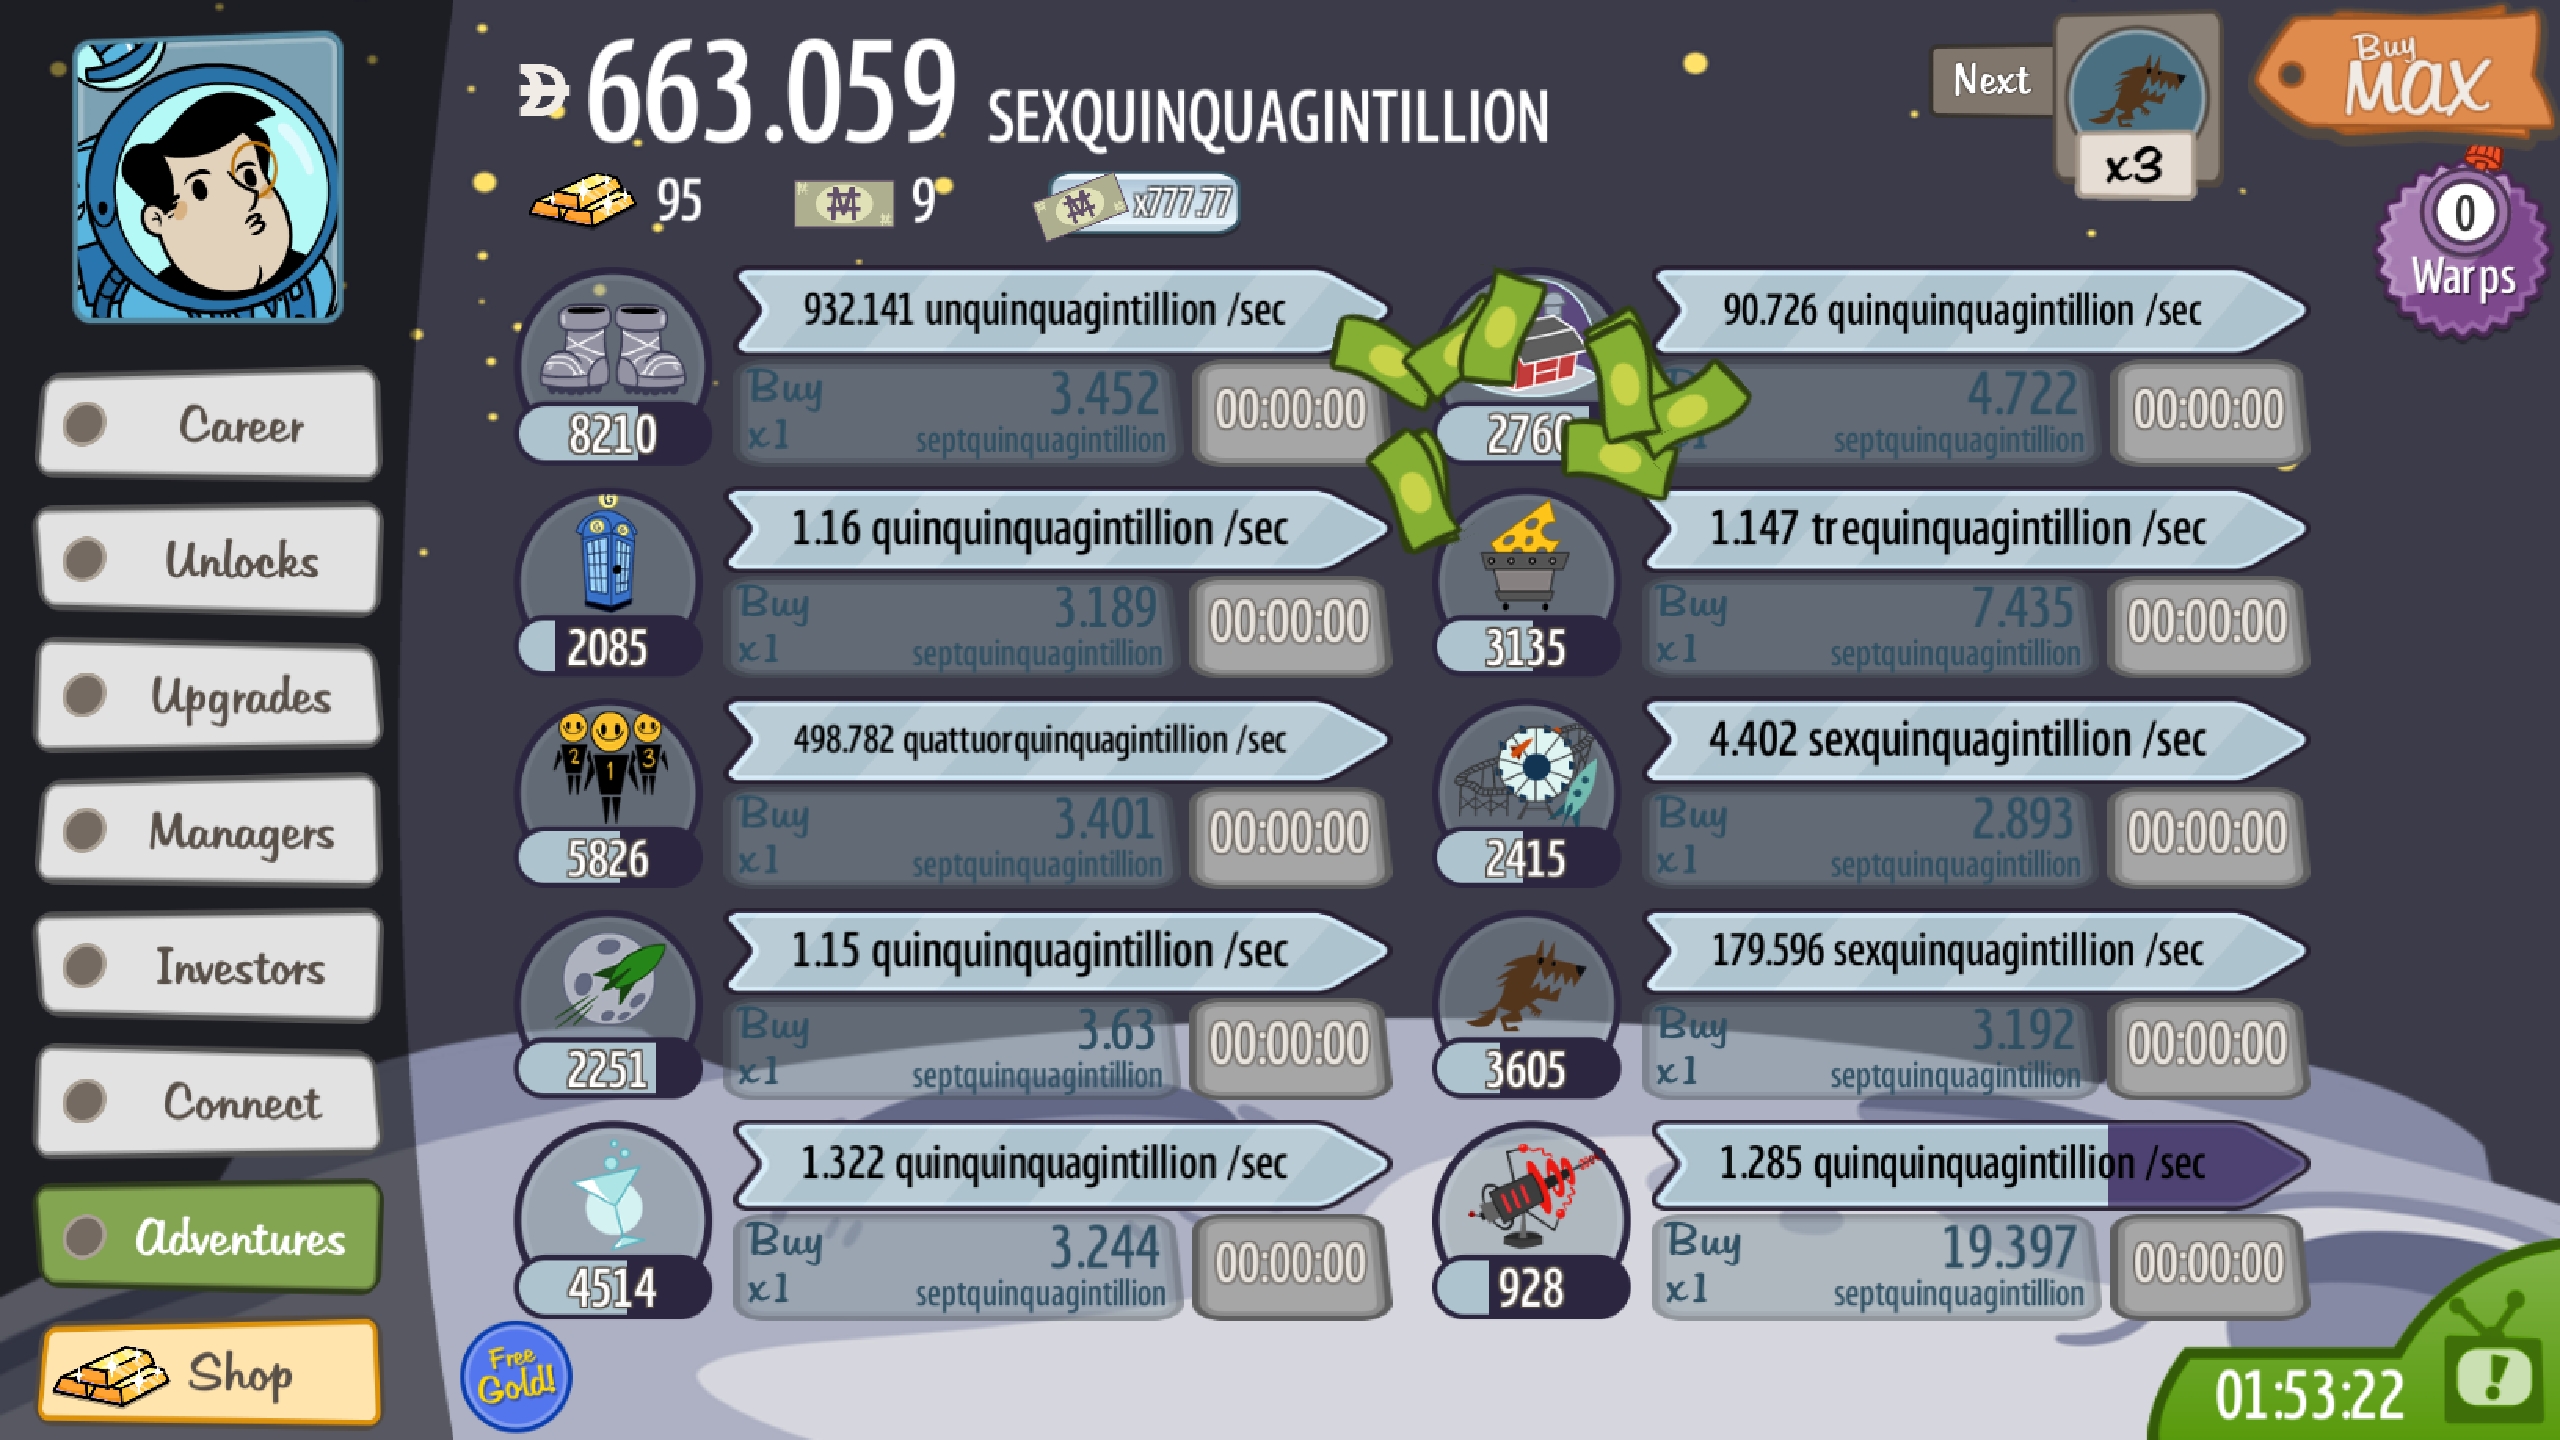 663.059 SEXQUINQUAGINTILLION
Next
x3
Buy
MAX
95
9
x777.77
0
Warps
Career
Unlocks
Upgrades
Managers
Investors
Connect
Adventures
Shop
932.141 unquinquagintillion /sec
8210
Buy 3.452
x1 septquinquagintillion
00:00:00
90.726 quinquinquagintillion /sec
2760
4.722
septquinquagintillion
00:00:00
G
1.16 quinquinquagintillion /sec
2085
Buy 3.189
x1 septquinquagintillion
00:00:00
1.147 trequinquagintillion /sec
3135
Buy 7.435
x1 septquinquagintillion
00:00:00
2 1 3
498.782 quattuorquinquagintillion /sec
5826
Buy 3.401
x1 septquinquagintillion
00:00:00
4.402 sexquinquagintillion /sec
2415
Buy 2.893
x1 septquinquagintillion
00:00:00
1.15 quinquinquagintillion /sec
2251
Buy 3.63
x1 septquinquagintillion
00:00:00
179.596 sexquinquagintillion /sec
3605
Buy 3.192
x1 septquinquagintillion
00:00:00
1.322 quinquinquagintillion /sec
4514
Buy 3.244
x1 septquinquagintillion
00:00:00
1.285 quinquinquagintillion /sec
928
Buy 19.397
x1 septquinquagintillion
00:00:00
Free
Gold!
01:53:22
!